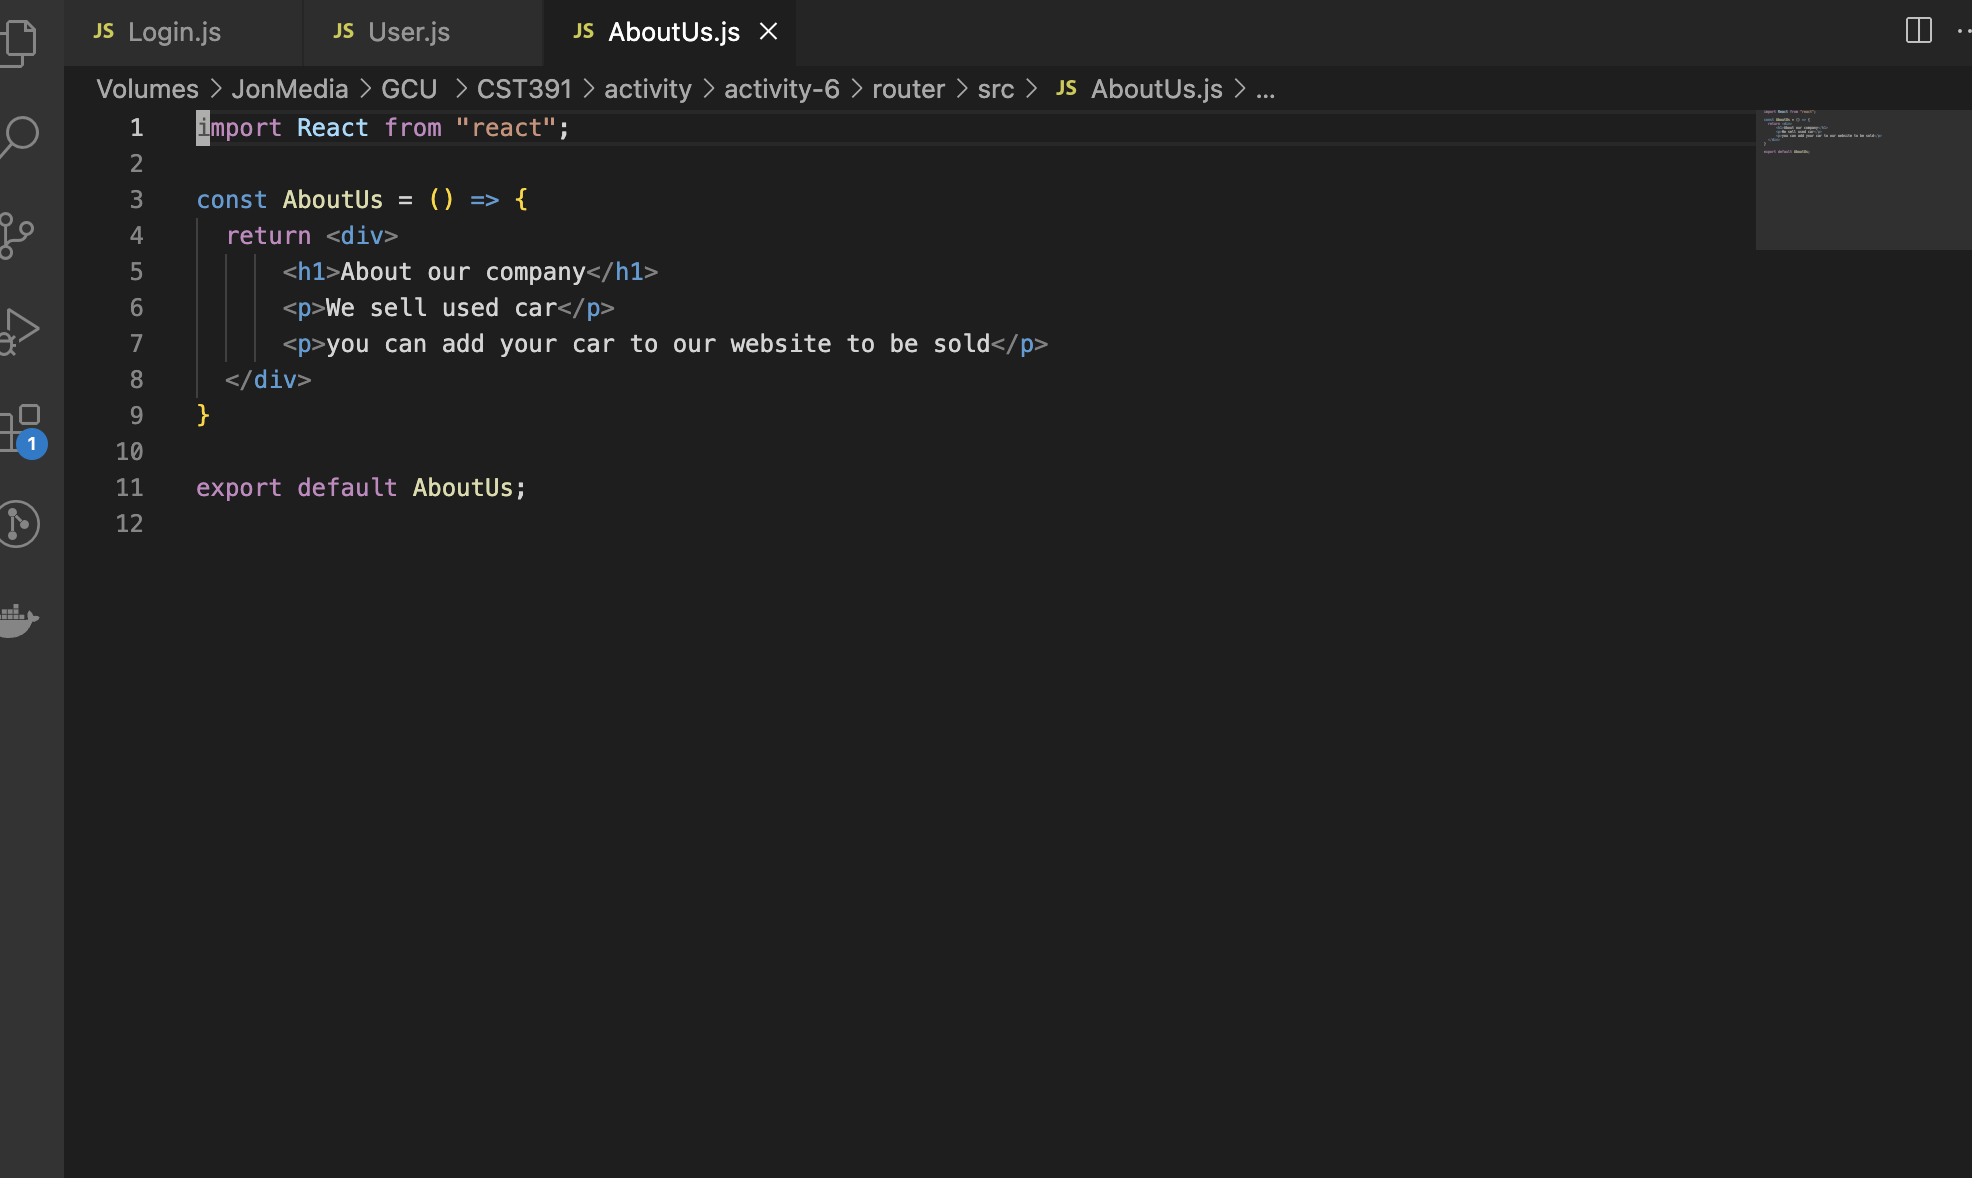 JS Login.js JS User.js JS AboutUs.js
Volumes > JonMedia > GCU > CST391 > activity > activity-6 > router > src > JS AboutUs.js > ...
1 import React from "react";
2
3 const AboutUs = () => {
4 return <div>
5 <h1>About our company</h1>
6 <p>We sell used car</p>
7 <p>you can add your car to our website to be sold</p>
8 </div>
9 }
10
11 export default AboutUs;
12
1